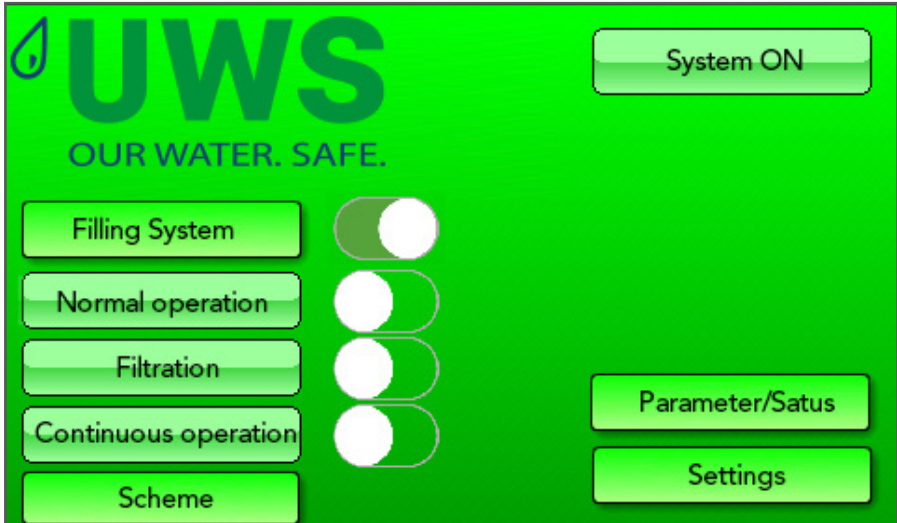 UWS
OUR WATER. SAFE.
System ON
Filling System
Normal operation
Filtration
Continuous operation
Scheme
Parameter/Satus
Settings